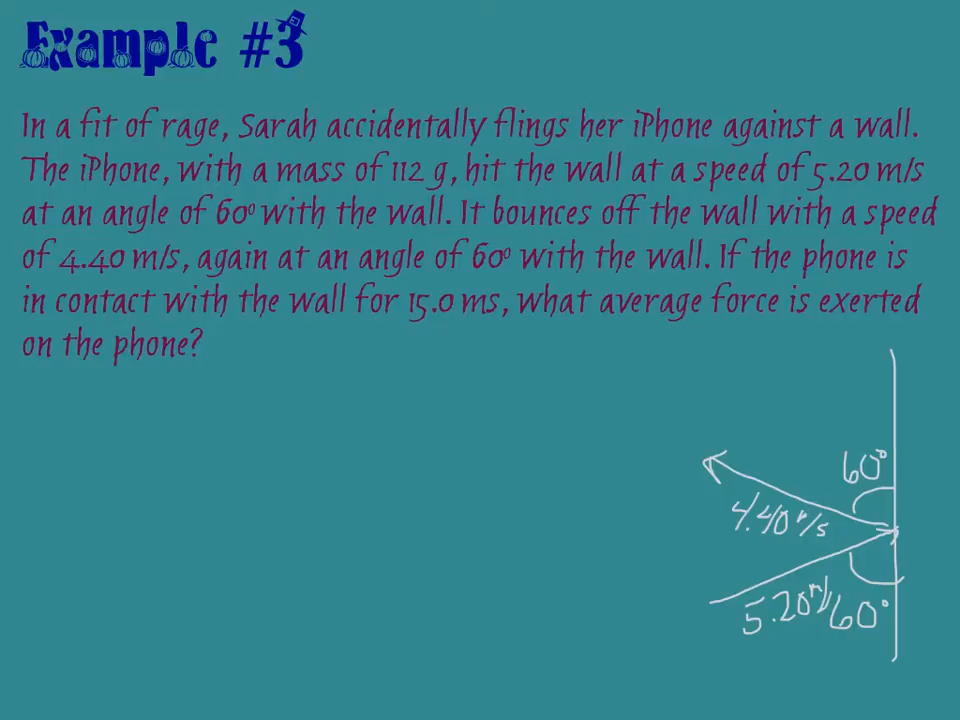 Example #3
In a fit of rage, Sarah accidentally flings her iPhone against a wall.
The iPhone, with a mass of 112 g, hit the wall at a speed of 5.20 m/s
at an angle of 60⁰ with the wall. It bounces off the wall with a speed
of 4.40 m/s, again at an angle of 60⁰ with the wall. If the phone is
in contact with the wall for 15.0 ms, what average force is exerted
on the phone?
60°
4.40 m/s
5.20 m/
60°